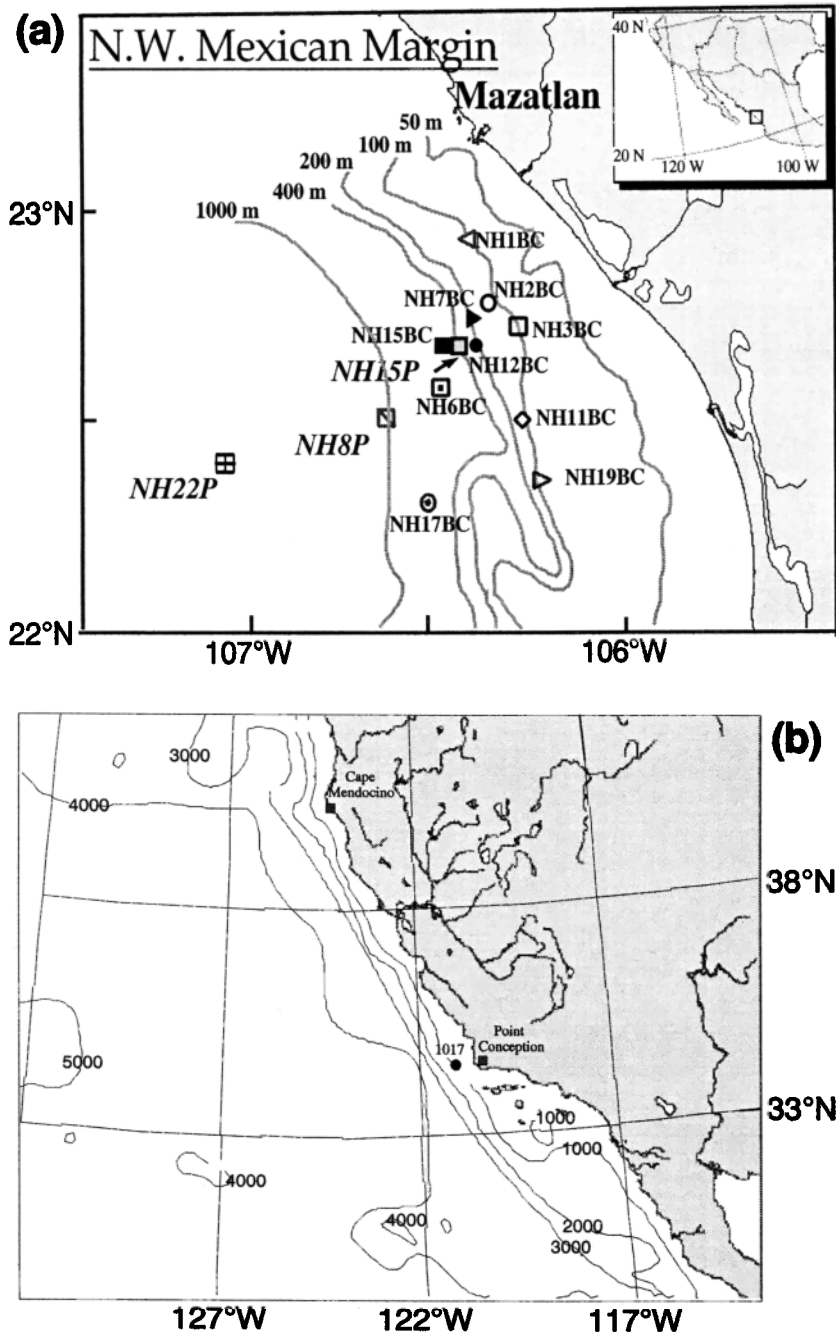 (a)
N.W. Mexican Margin
Mazatlan
40 N
20 N
120 W
100 W
50 m
100 m
200 m
400 m
1000 m
23°N
NH1BC
NH7BC
NH2BC
NH15BC
NH3BC
NH15P
NH12BC
NH6BC
NH8P
NH11BC
NH22P
NH19BC
NH17BC
22°N
107°W
106°W
(b)
3000
Cape
Mendocino
4000
38°N
5000
1017
Point
Conception
33°N
1000
1000
4000
4000
2000
3000
127°W
122°W
117°W